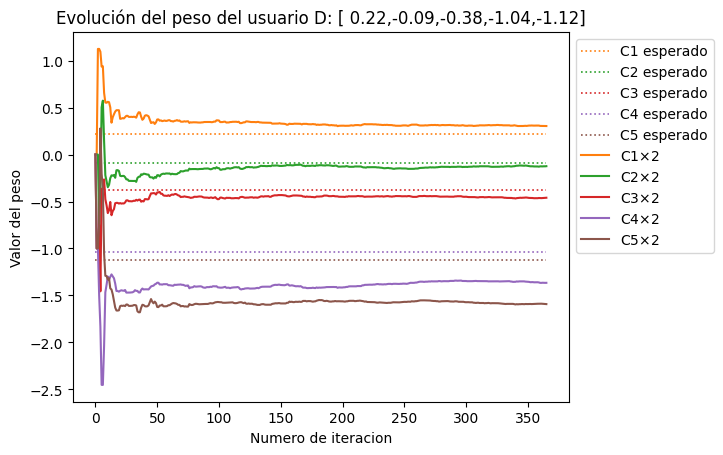 Evolución del peso del usuario D: [ 0.22,-0.09,-0.38,-1.04,-1.12]
Valor del peso
1.0
0.5
0.0
−0.5
−1.0
−1.5
−2.0
−2.5
0 50 100 150 200 250 300 350
Numero de iteracion
C1 esperado
C2 esperado
C3 esperado
C4 esperado
C5 esperado
C1×2
C2×2
C3×2
C4×2
C5×2